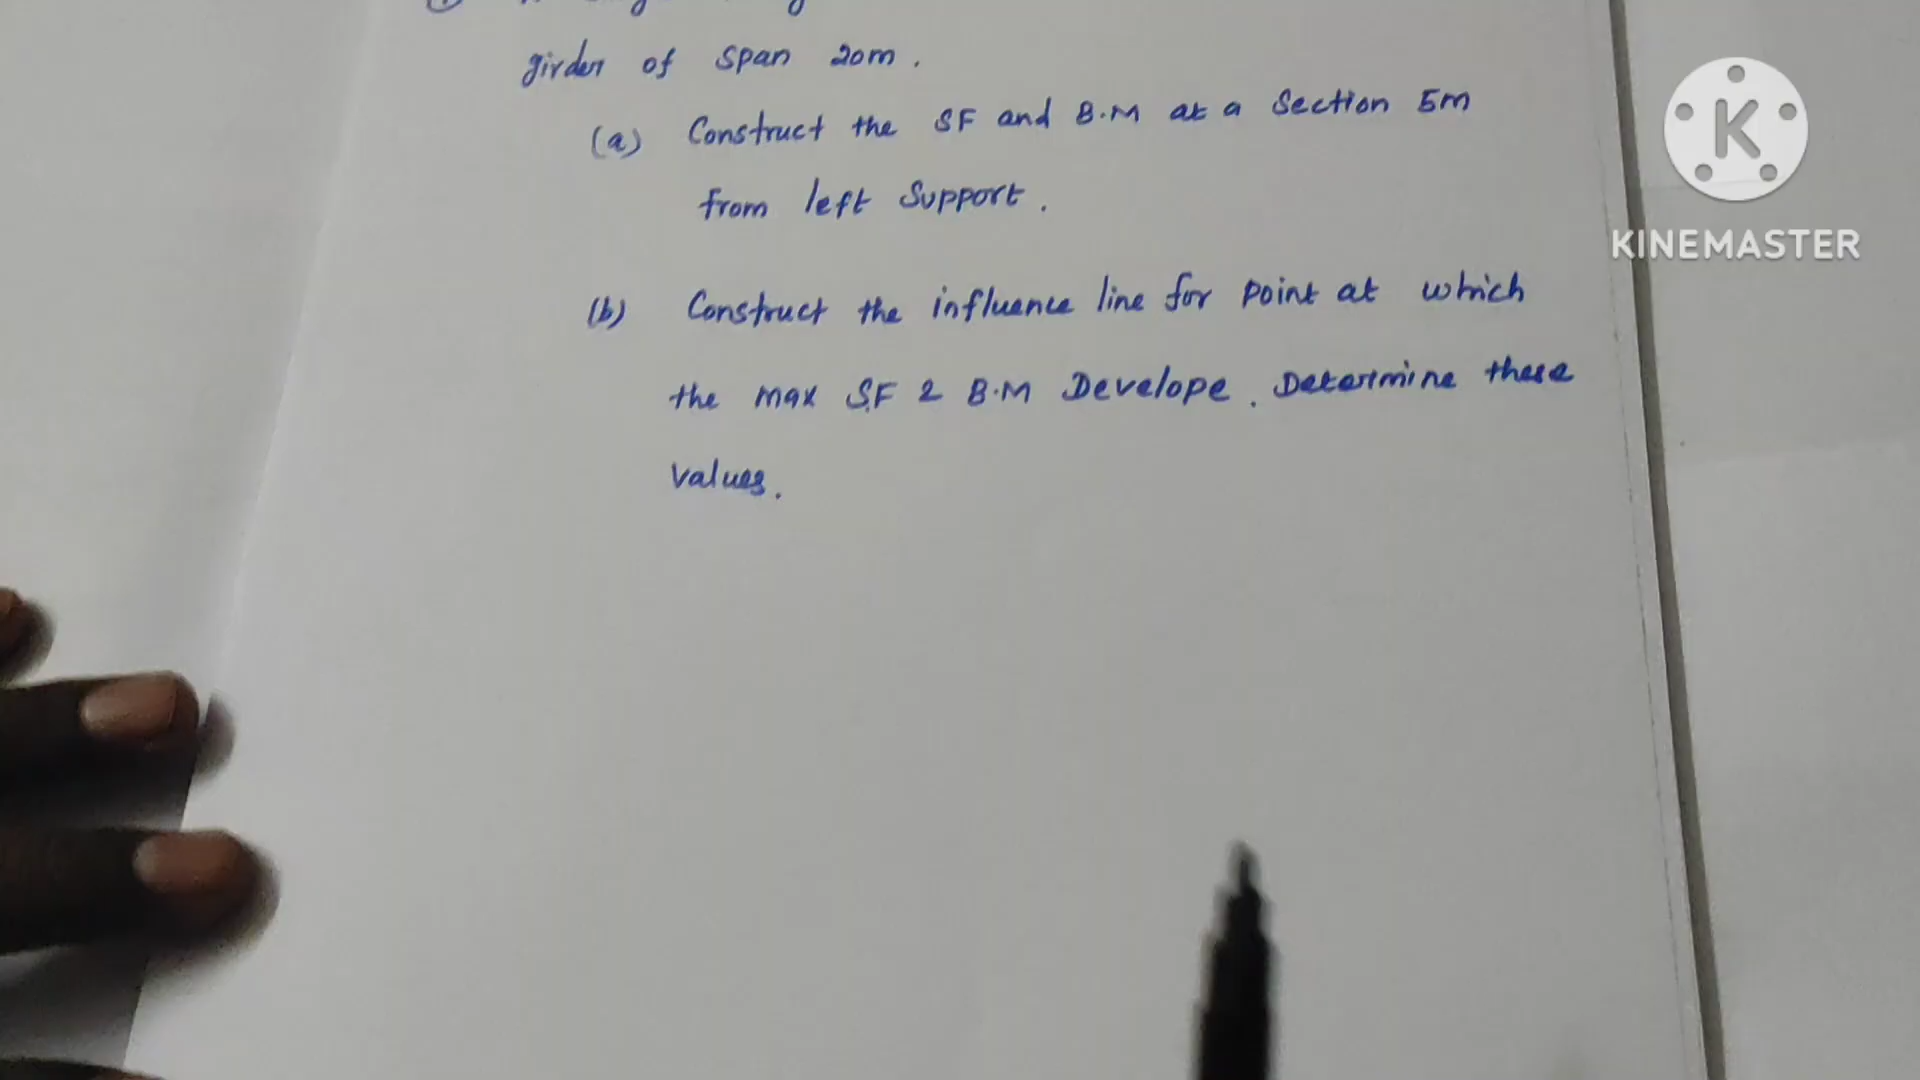 girder of span 20m.
(a) Construct the SF and B.M at a section 5m
from left support.
(b) Construct the influence line for point at which
the max S.F & B.M Develope. Determine these
values.
K
KINEMASTER